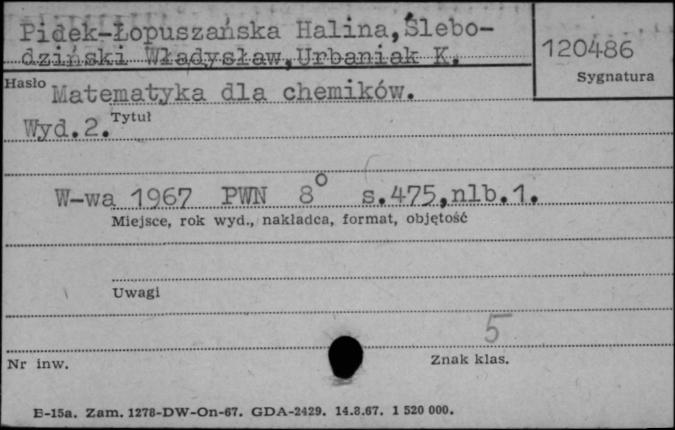 Pidek-Łopuszańska Halina,Ślebo-
dziński Władysław,Urbaniak K.
120486
Sygnatura
Hasło
Matematyka dla chemików.
Wyd.2.
Tytuł
W-wa 1967 PWN 8° s.475,nlb.1.
Miejsce, rok wyd., nakładca, format, objętość
Uwagi
5
Nr inw.
Znak klas.
E-15a. Zam. 1278-DW-On-67. GDA-2429. 14.8.67. 1 520 000.